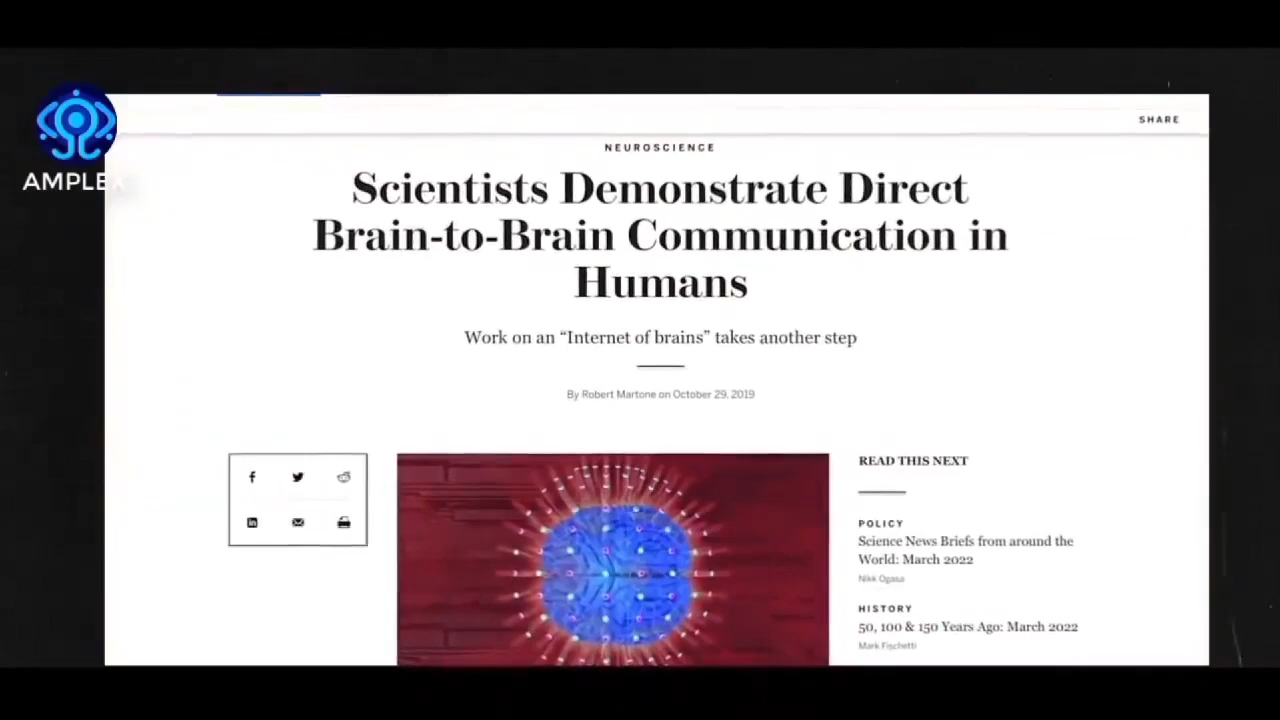 AMPLEX
SHARE
NEUROSCIENCE
Scientists Demonstrate Direct
Brain-to-Brain Communication in
Humans
Work on an “Internet of brains” takes another step
By Robert Martone on October 29, 2019
READ THIS NEXT
POLICY
Science News Briefs from around the
World: March 2022
Nikk Ogasa
HISTORY
50, 100 & 150 Years Ago: March 2022
Mark Fischetti